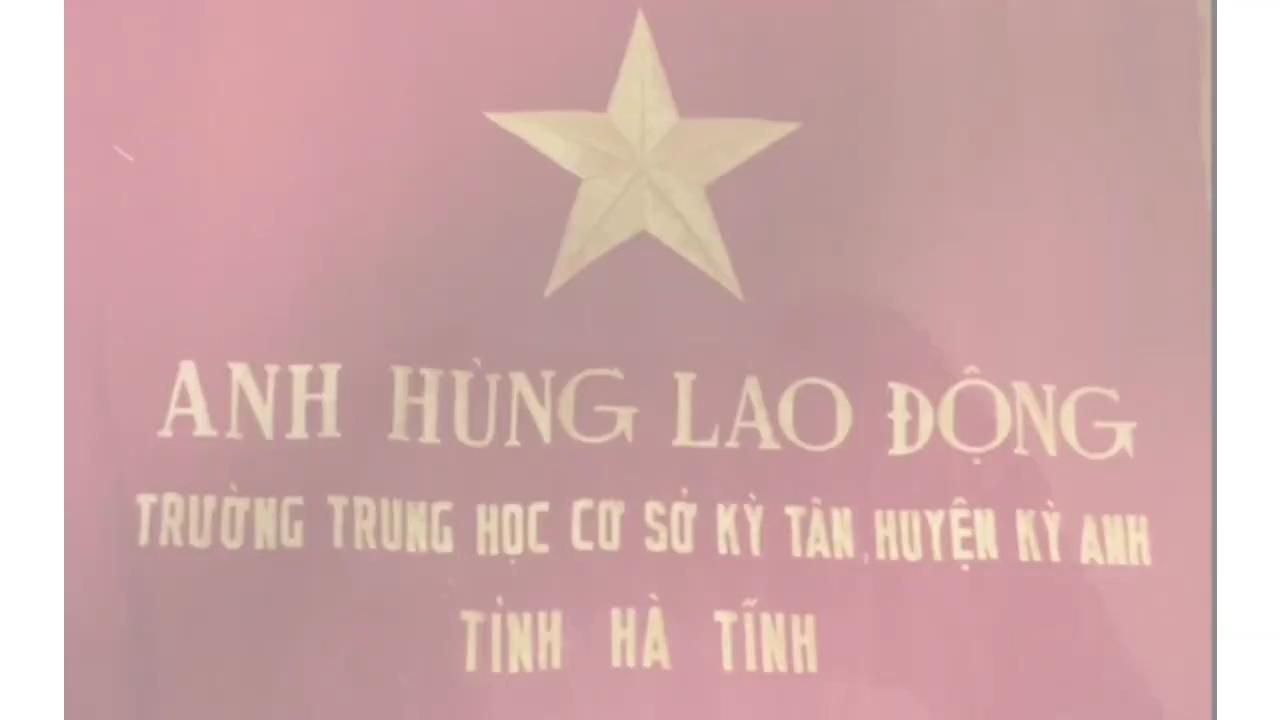 ANH HÙNG LAO ĐỘNG
TRƯỜNG TRUNG HỌC CƠ SỞ KỲ TÂN, HUYỆN KỲ ANH
TỈNH HÀ TĨNH